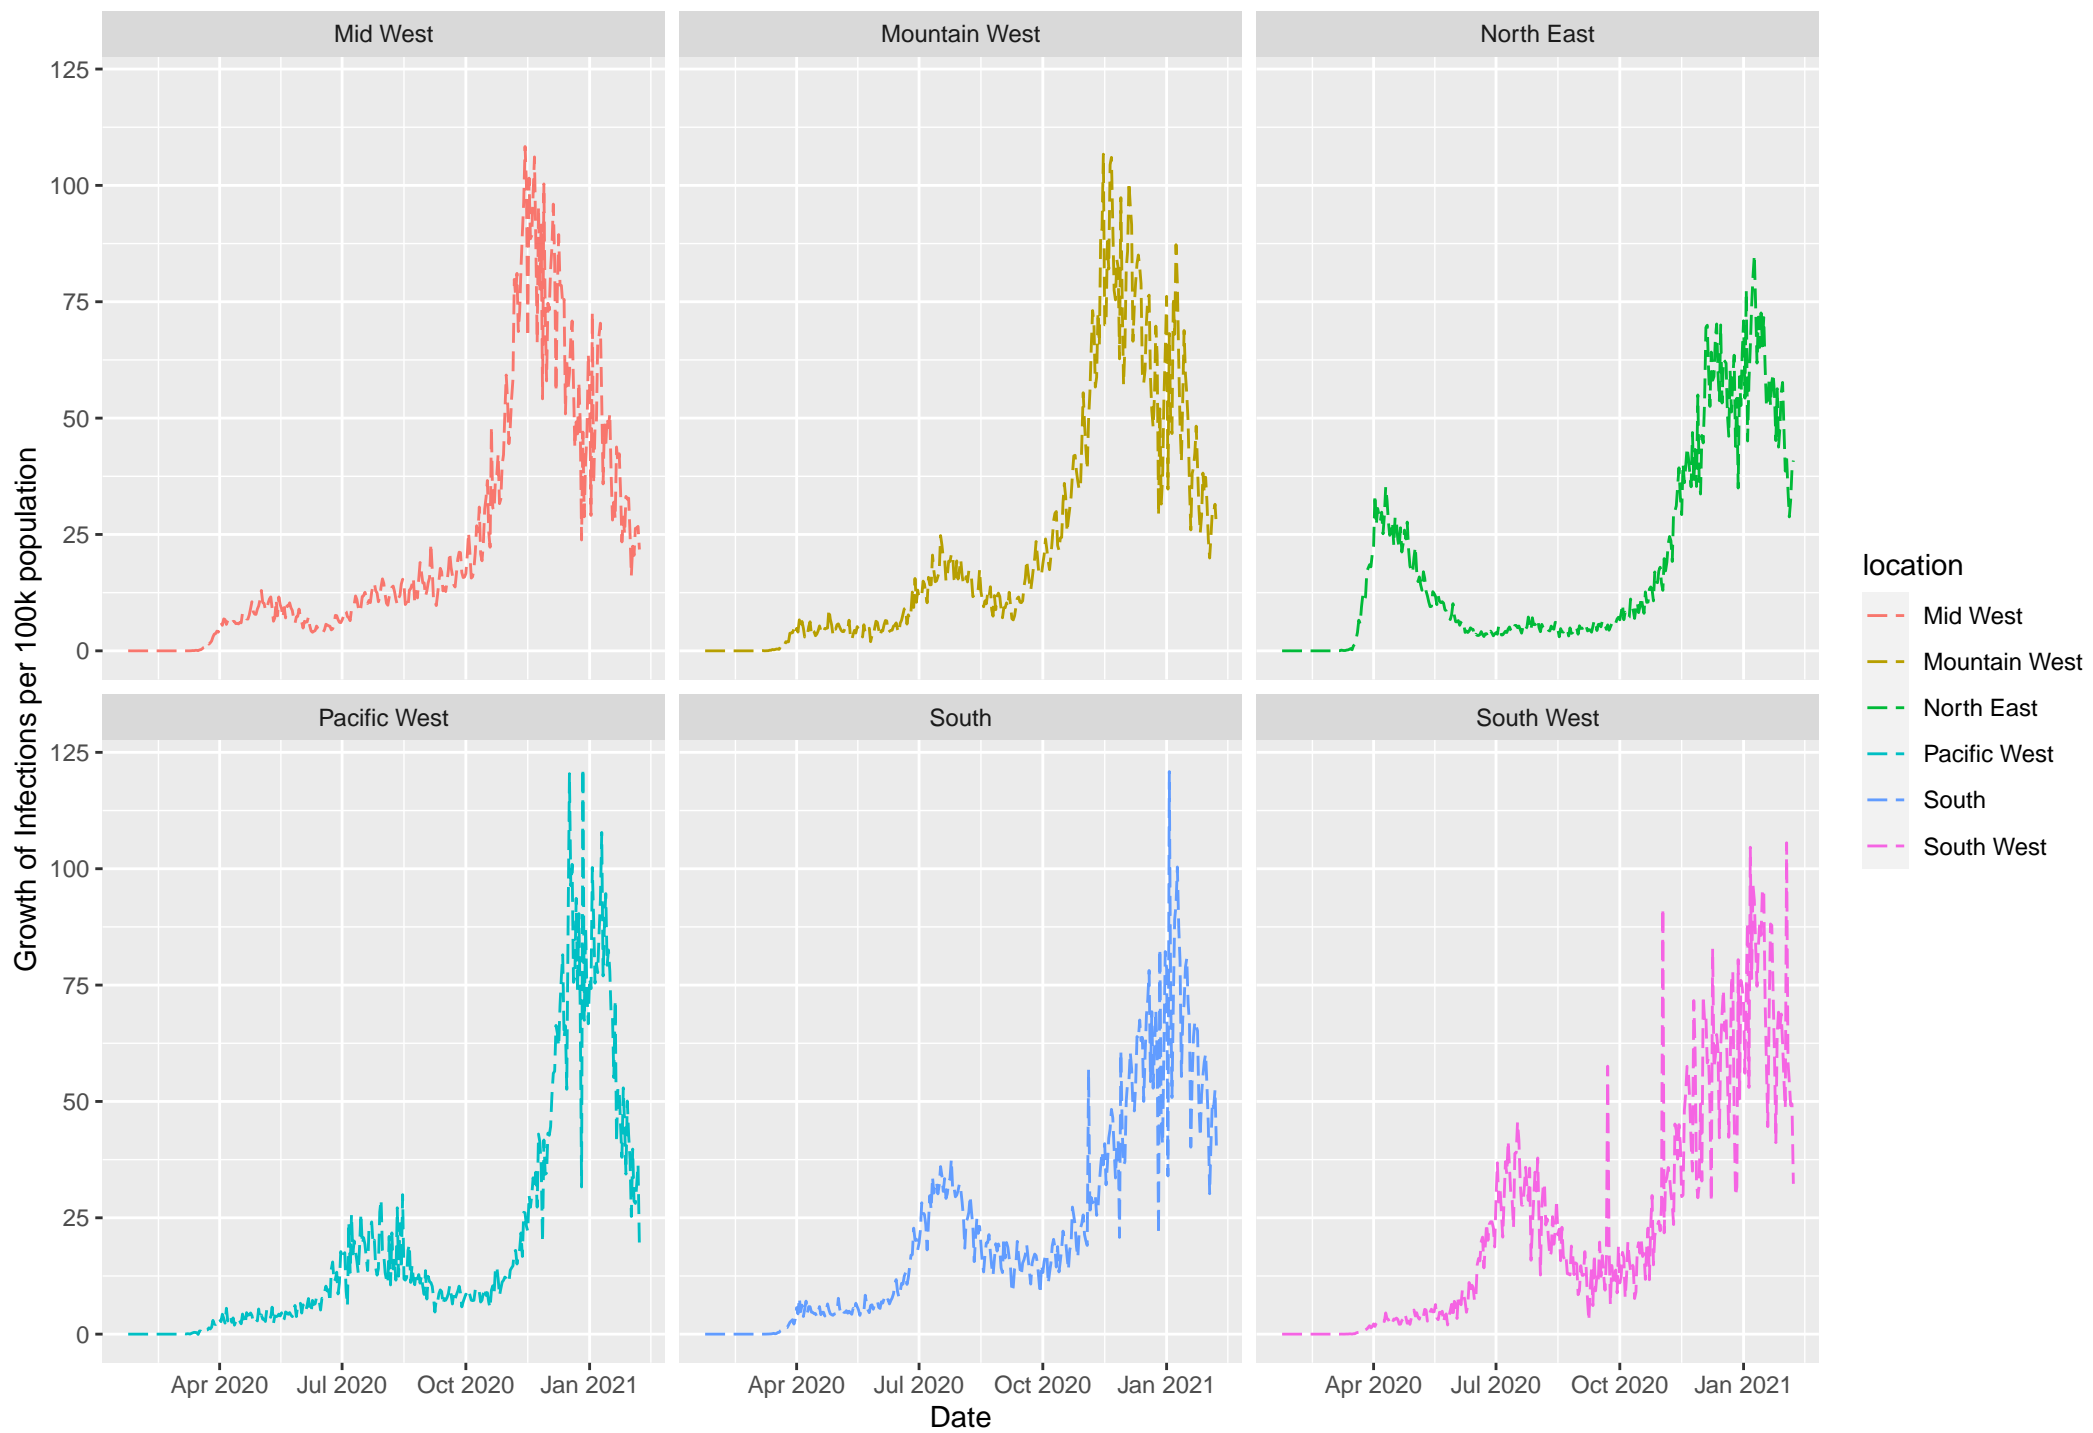 Mid West
Mountain West
North East
125
100
75
50
25
0
Growth of Infections per 100k population
Pacific West
South
South West
125
100
75
50
25
0
Apr 2020 Jul 2020 Oct 2020 Jan 2021
Apr 2020 Jul 2020 Oct 2020 Jan 2021
Apr 2020 Jul 2020 Oct 2020 Jan 2021
Date
location
Mid West
Mountain West
North East
Pacific West
South
South West